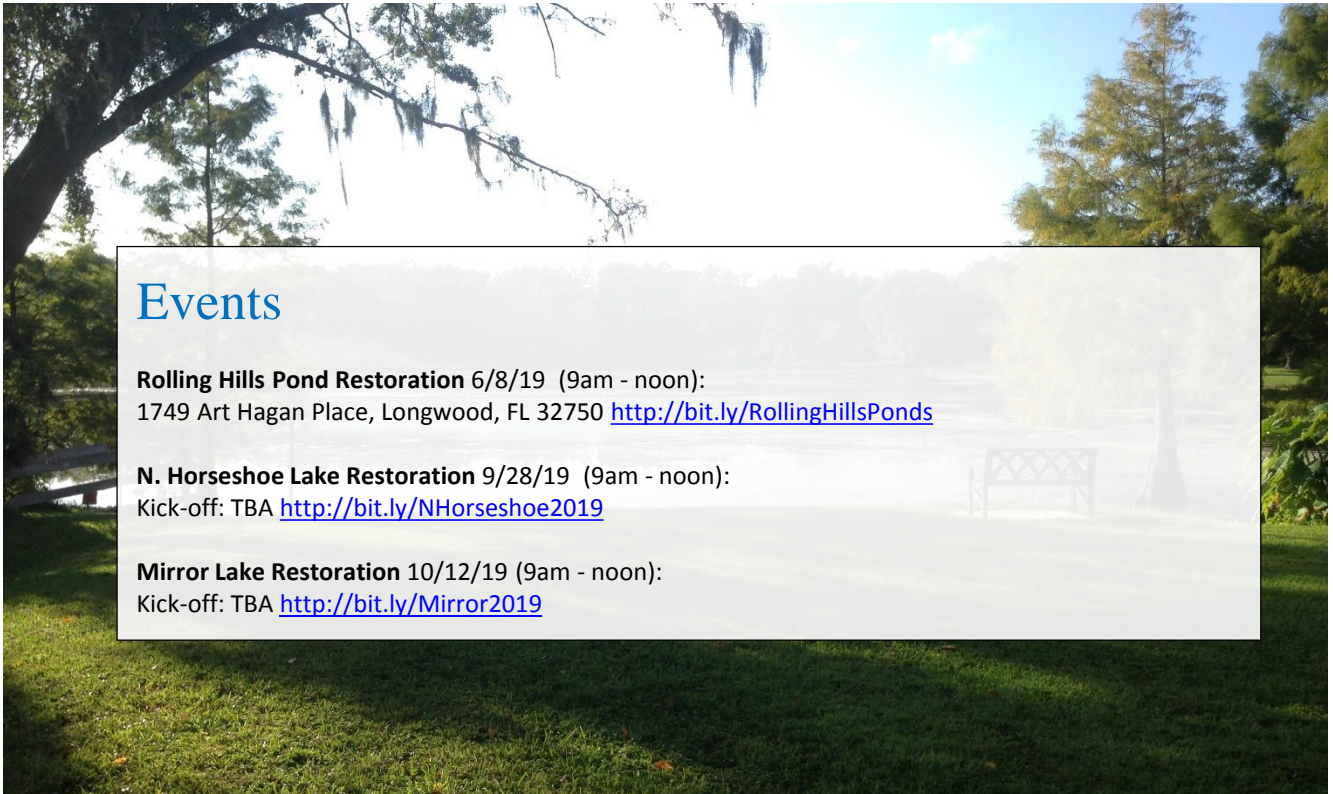 Events
Rolling Hills Pond Restoration 6/8/19  (9am - noon):
1749 Art Hagan Place, Longwood, FL 32750 http://bit.ly/RollingHillsPonds
N. Horseshoe Lake Restoration 9/28/19  (9am - noon):
Kick-off: TBA http://bit.ly/NHorseshoe2019
Mirror Lake Restoration 10/12/19 (9am - noon):
Kick-off: TBA http://bit.ly/Mirror2019